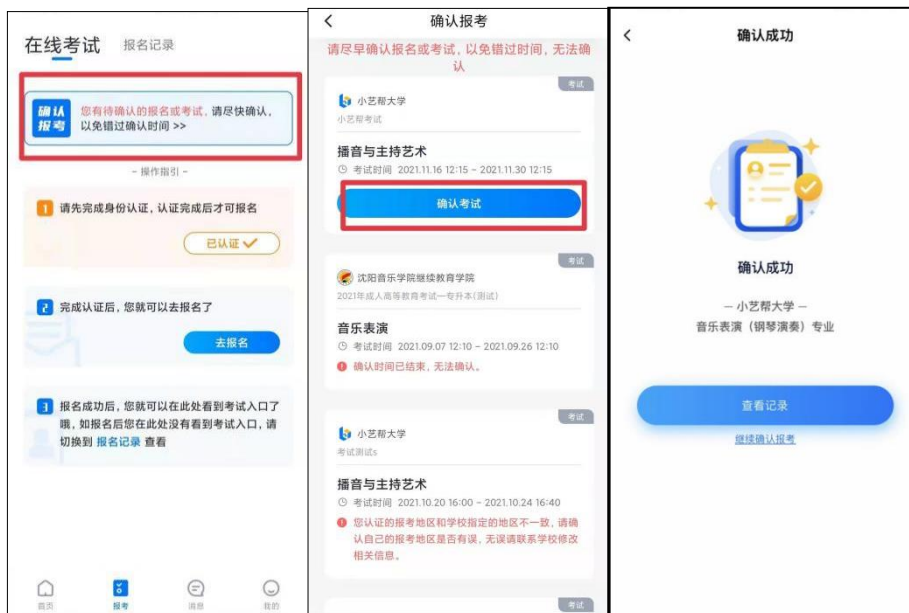 在线考试 报名记录
确认
报考
您有待确认的报名或考试,请尽快确认,
以免错过确认时间 >>
- 操作指引 -
1 请先完成身份认证,认证完成后才可报名
已认证
2 完成认证后,您就可以去报名了
去报名
3 报名成功后,您就可以在此处看到考试入口了
哦,如报名后您在此处没有看到考试入口,请
切换到 报名记录 查看
首页 报考 消息 我的
确认报考
请尽早确认报名或考试,以免错过时间,无法确
认
考试
小艺帮大学
小艺帮考试
播音与主持艺术
考试时间 2021.11.16 12:15 - 2021.11.30 12:15
确认考试
考试
沈阳音乐学院继续教育学院
2021年成人高等教育考试—专升本(测试)
音乐表演
考试时间 2021.09.07 12:10 - 2021.09.26 12:10
确认时间已结束,无法确认。
考试
小艺帮大学
考试测试s
播音与主持艺术
考试时间 2021.10.20 16:00 - 2021.10.24 16:40
您认证的报考地区和学校指定的地区不一致,请确
认自己的报考地区是否有误,无误请联系学校修改
相关信息。
考试
确认成功
确认成功
— 小艺帮大学 —
音乐表演(钢琴演奏)专业
查看记录
继续确认报考